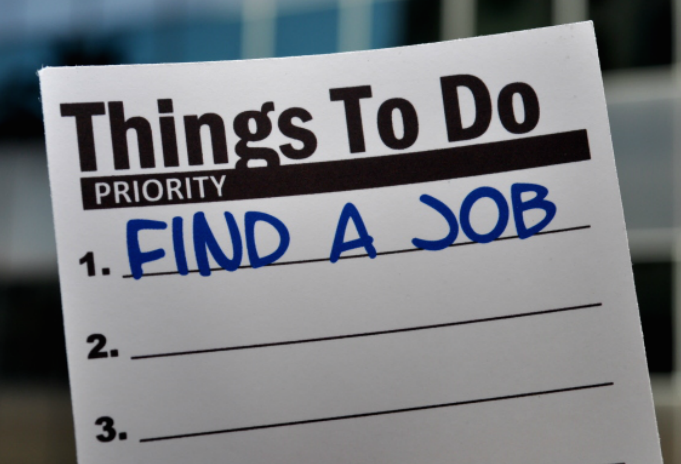 Things To Do
PRIORITY
1. FIND A JOB
2.
3.